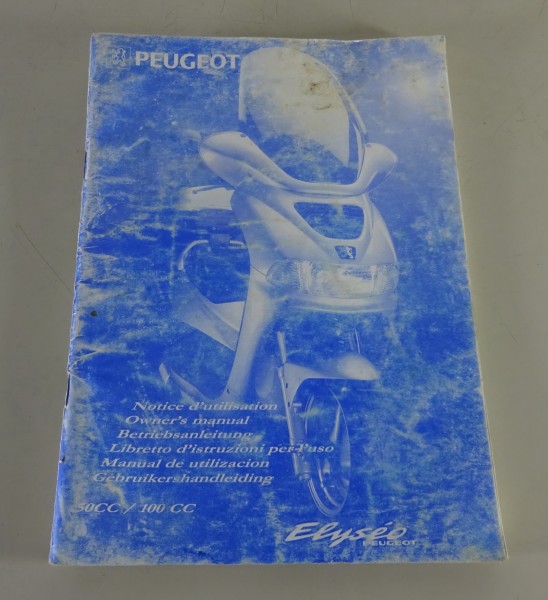 PEUGEOT
Notice d'utilisation
Owner's manual
Betriebsanleitung
Libretto d'istruzioni per l'uso
Manual de utilizacion
Gebruikershandleiding
50CC / 100 CC
Elyséo
PEUGEOT